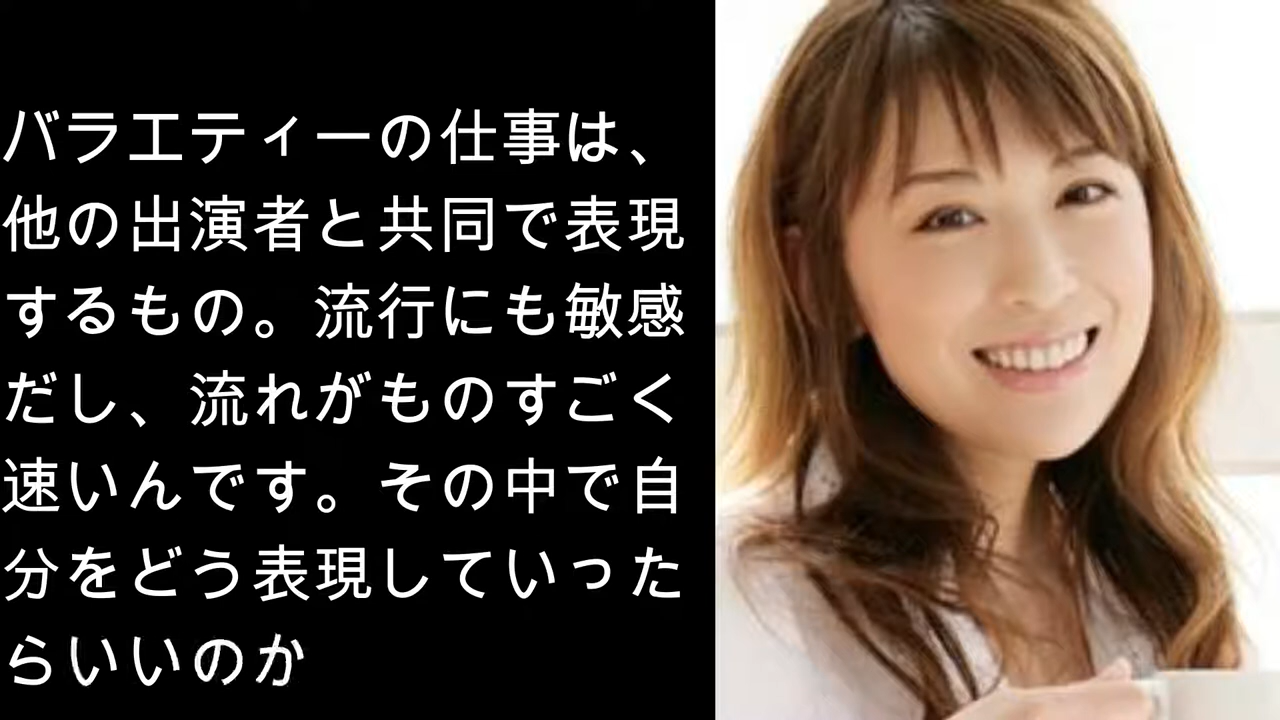 バラエティーの仕事は、
他の出演者と共同で表現
するもの。流行にも敏感
だし、流れがものすごく
速いんです。その中で自
分をどう表現していった
らいいのか